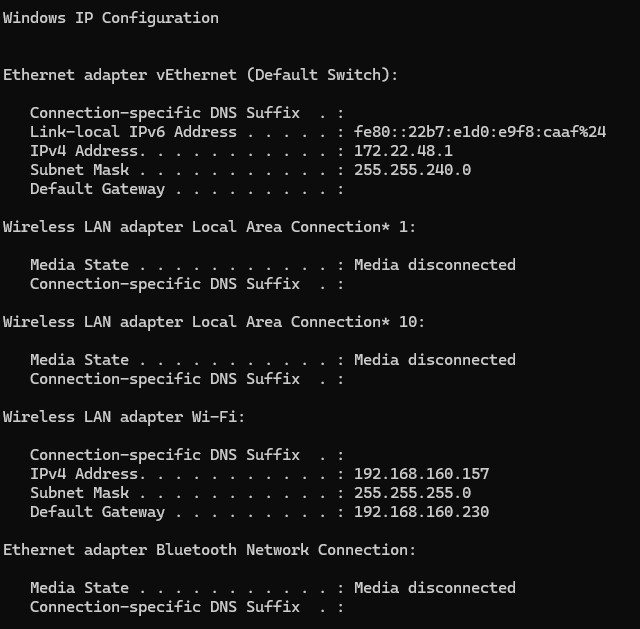 Windows IP Configuration
Ethernet adapter vEthernet (Default Switch):
Connection-specific DNS Suffix  . :
Link-local IPv6 Address . . . . . : fe80::22b7:e1d0:e9f8:caaf%24
IPv4 Address. . . . . . . . . . . : 172.22.48.1
Subnet Mask . . . . . . . . . . . : 255.255.240.0
Default Gateway . . . . . . . . . :
Wireless LAN adapter Local Area Connection* 1:
Media State . . . . . . . . . . . : Media disconnected
Connection-specific DNS Suffix  . :
Wireless LAN adapter Local Area Connection* 10:
Media State . . . . . . . . . . . : Media disconnected
Connection-specific DNS Suffix  . :
Wireless LAN adapter Wi-Fi:
Connection-specific DNS Suffix  . :
IPv4 Address. . . . . . . . . . . : 192.168.160.157
Subnet Mask . . . . . . . . . . . : 255.255.255.0
Default Gateway . . . . . . . . . : 192.168.160.230
Ethernet adapter Bluetooth Network Connection:
Media State . . . . . . . . . . . : Media disconnected
Connection-specific DNS Suffix  . :